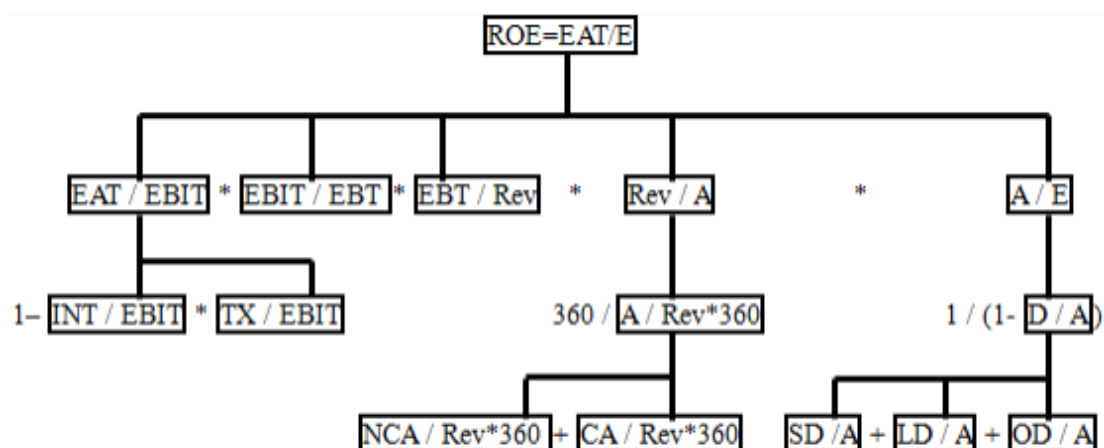 ROE=EAT/E
EAT / EBIT * EBIT / EBT * EBT / Rev * Rev / A * A / E
1– INT / EBIT * TX / EBIT 360 / A / Rev*360 1 / (1- D / A)
NCA / Rev*360 + CA / Rev*360 SD /A + LD / A + OD / A